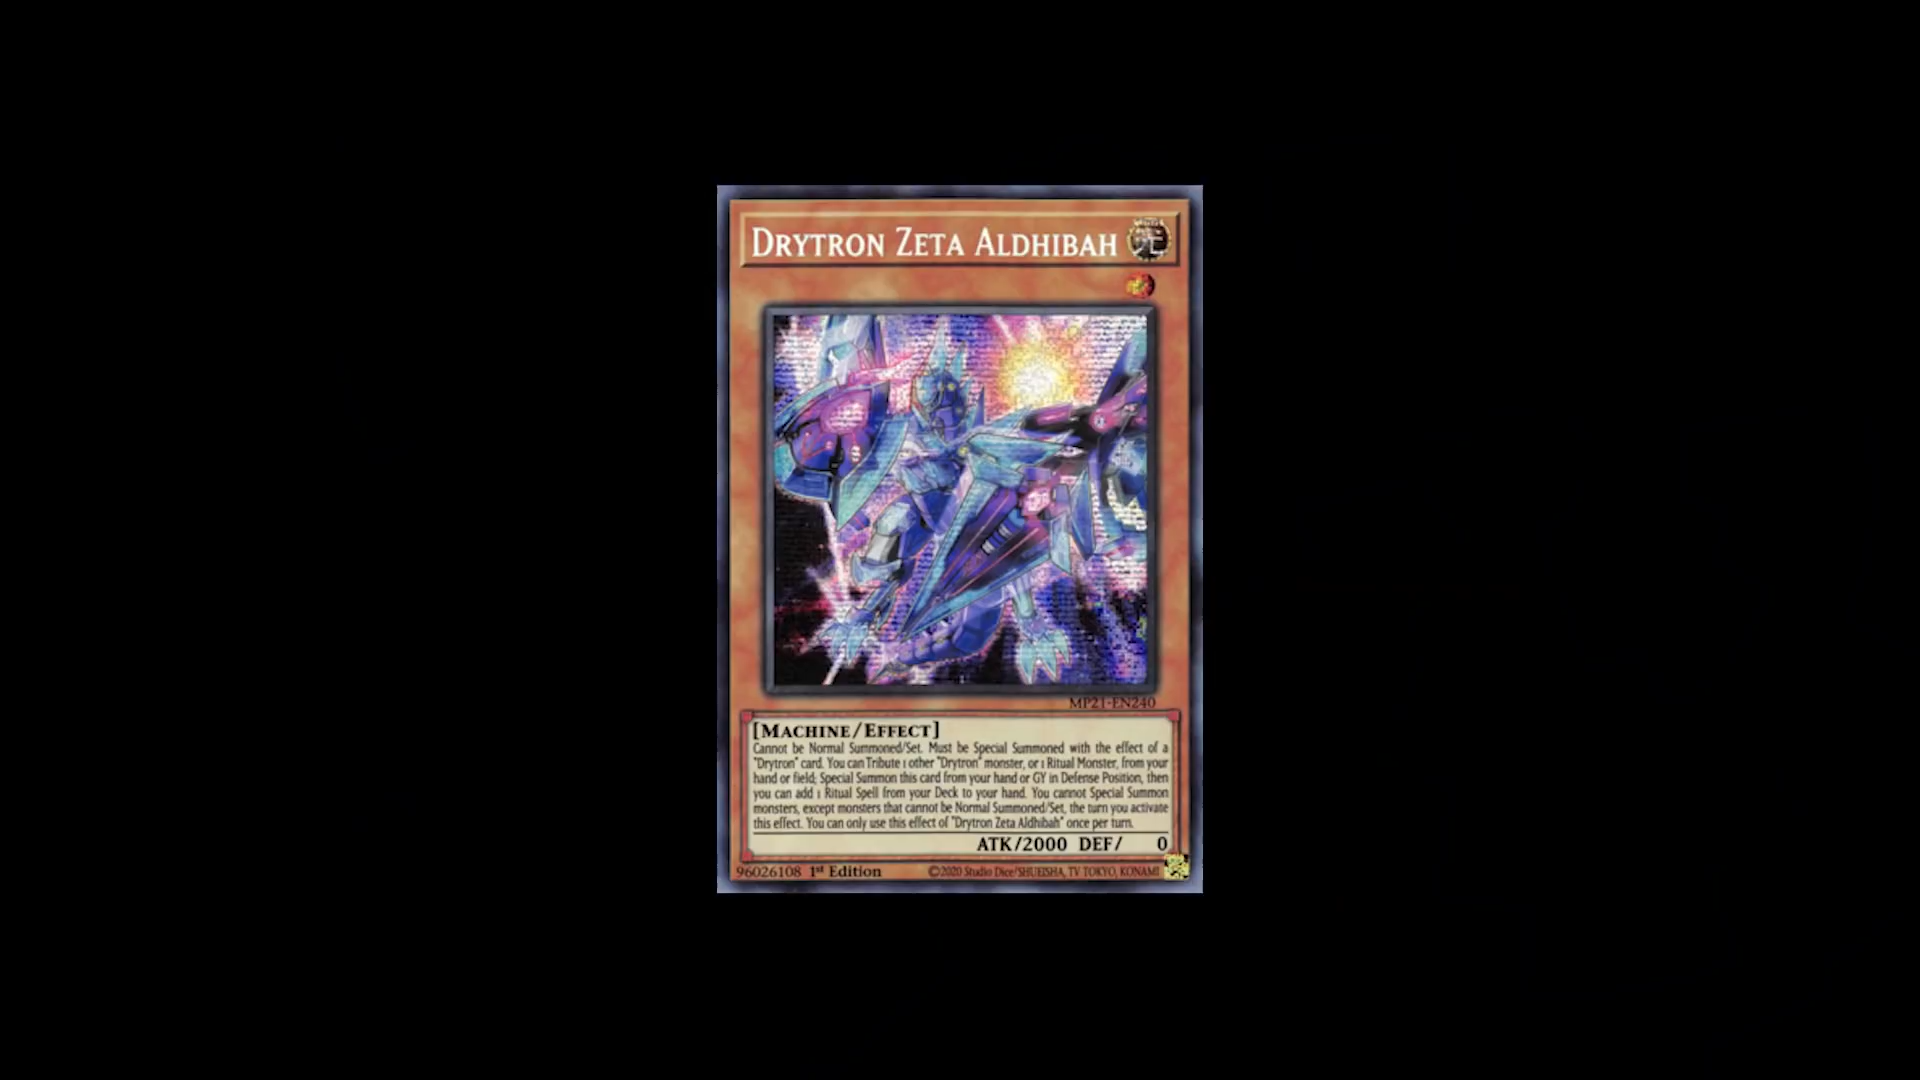 DRYTRON ZETA ALDHIBAH
MP21-EN240
[MACHINE/EFFECT]
Cannot be Normal Summoned/Set. Must be Special Summoned with the effect of a
"Drytron" card. You can Tribute 1 other "Drytron" monster, or 1 Ritual Monster, from your
hand or field; Special Summon this card from your hand or GY in Defense Position, then
you can add 1 Ritual Spell from your Deck to your hand. You cannot Special Summon
monsters, except monsters that cannot be Normal Summoned/Set, the turn you activate
this effect. You can only use this effect of "Drytron Zeta Aldhibah" once per turn.
ATK/2000 DEF/ 0
96026108 1st Edition ©2020 Studio Dice/SHUEISHA, TV TOKYO, KONAMI